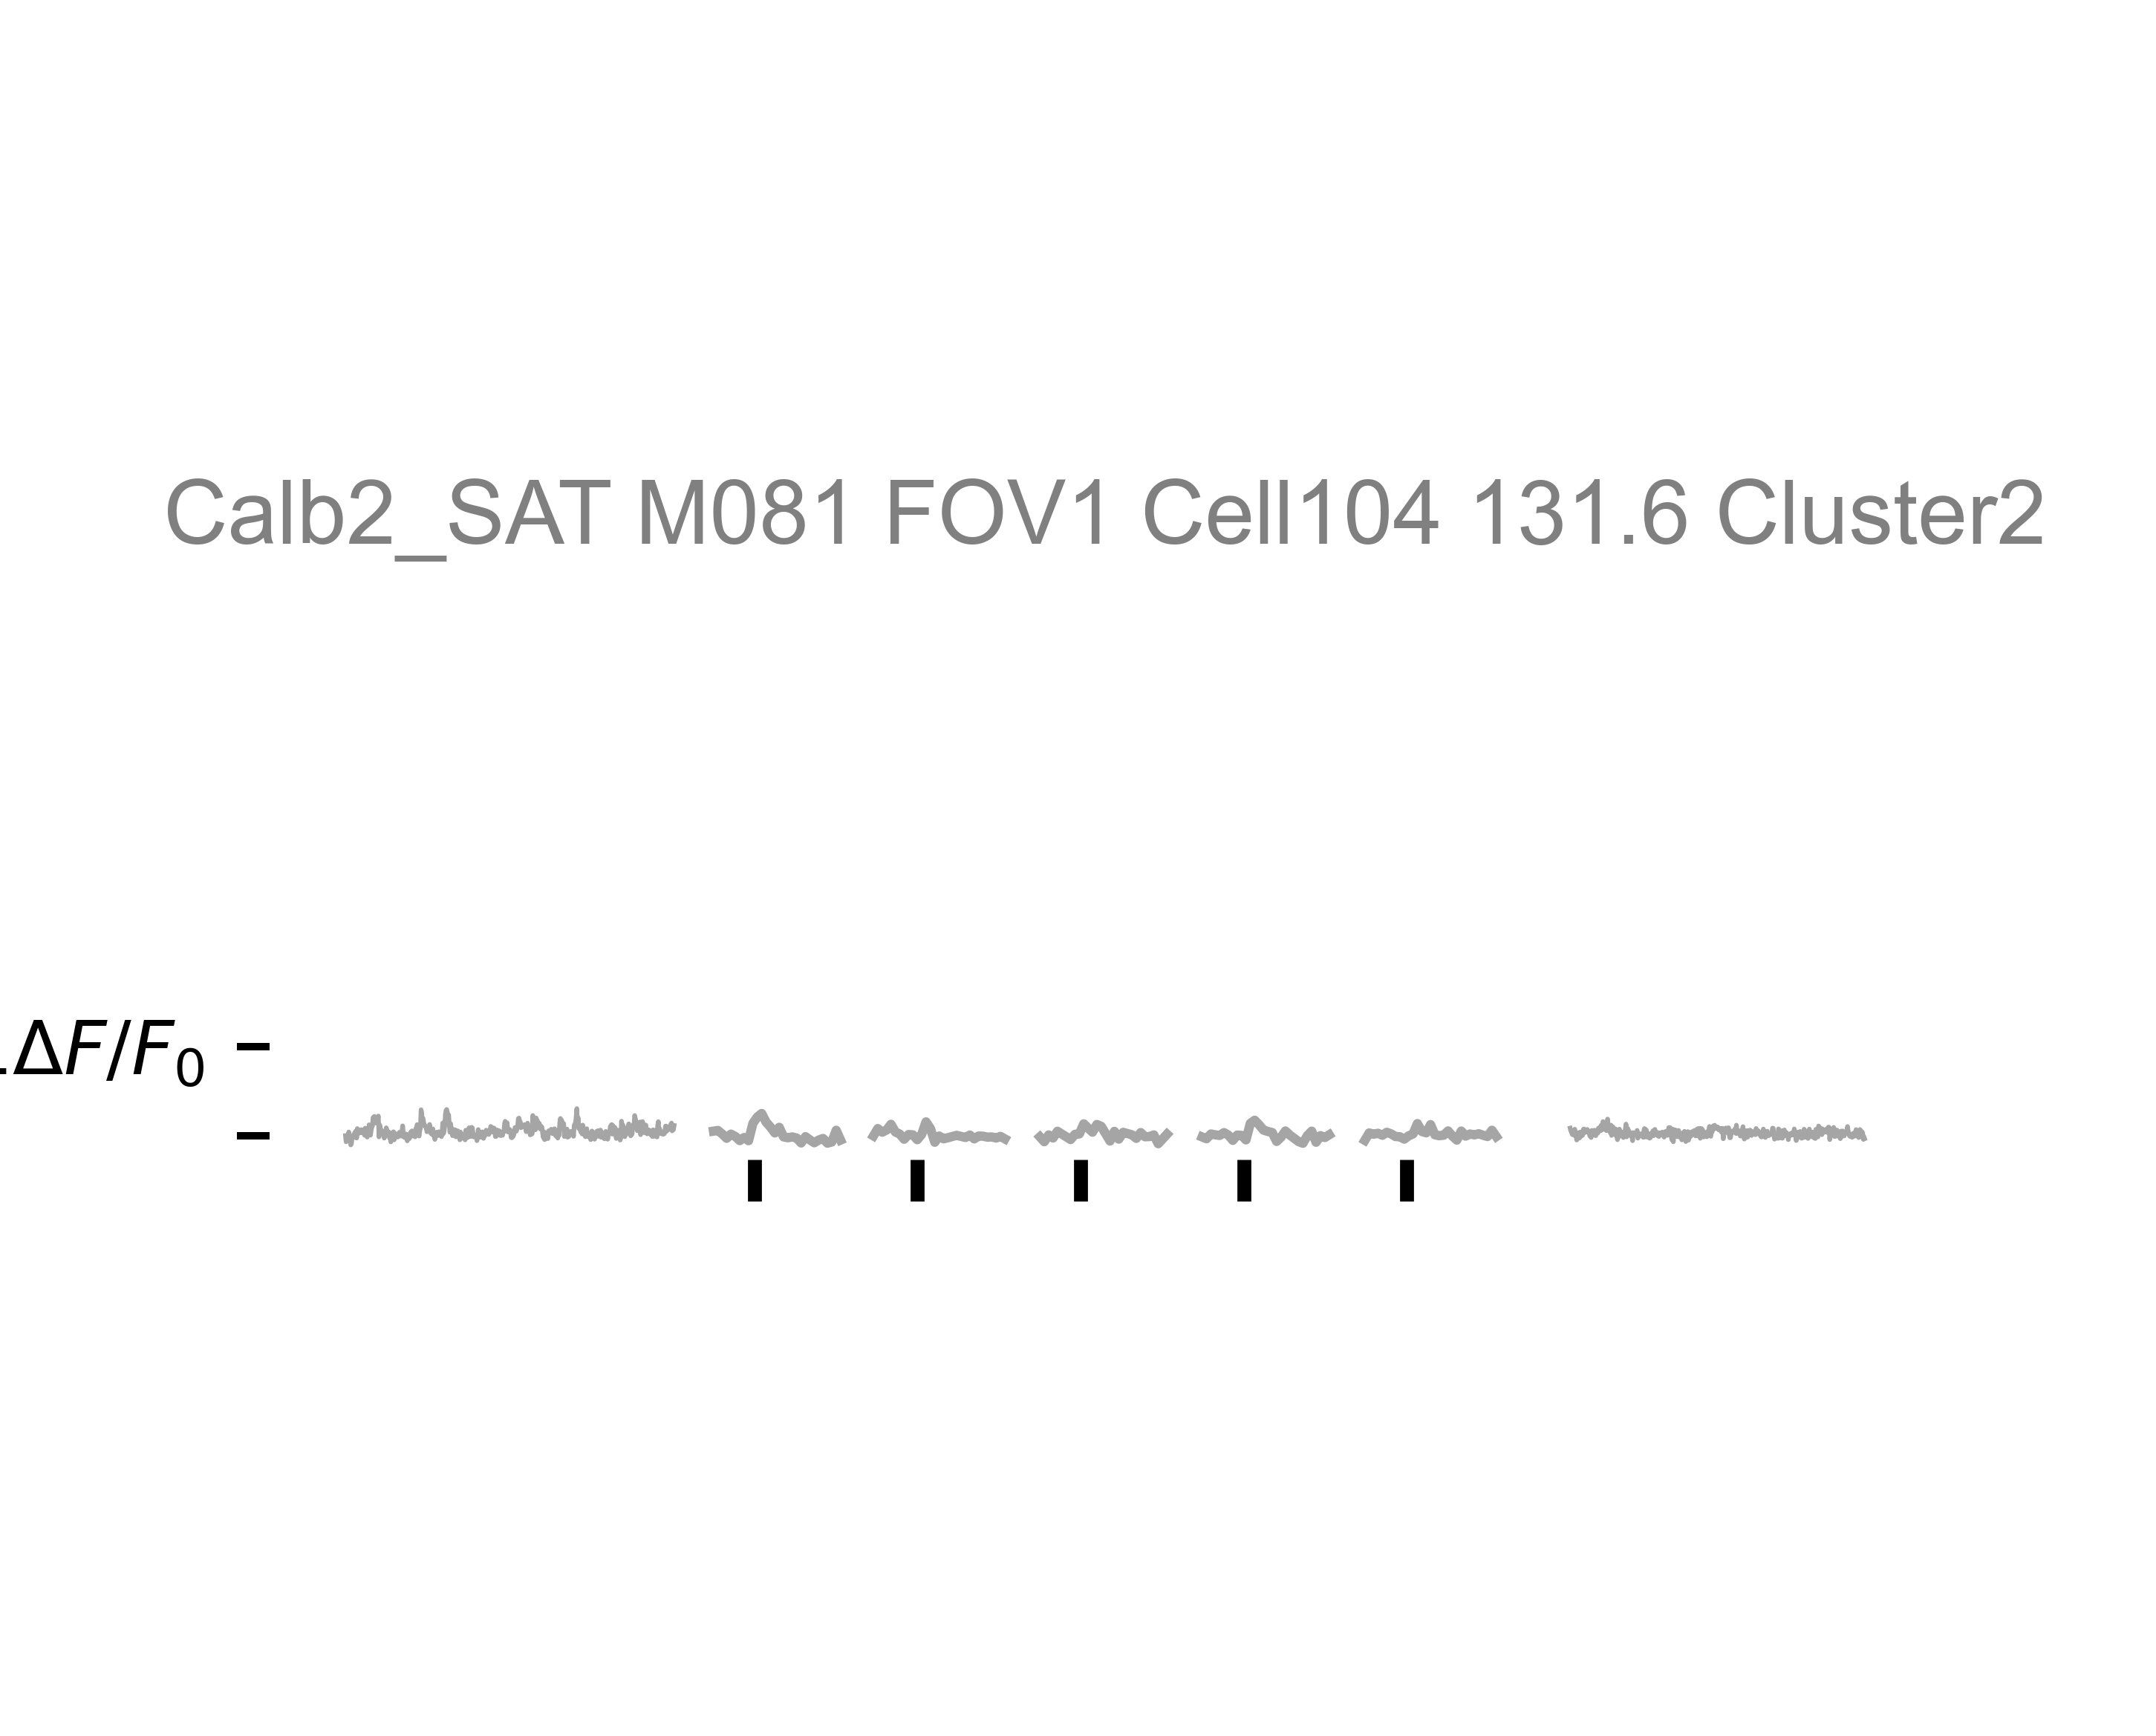 Calb2_SAT M081 FOV1 Cell104 131.6 Cluster2
.ΔF/F₀